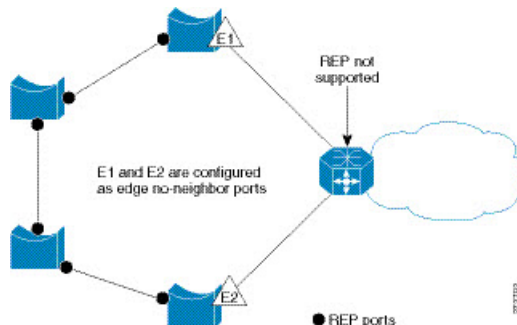 E1
REP not
supported
E1 and E2 are configured
as edge no-neighbor ports
E2
REP ports